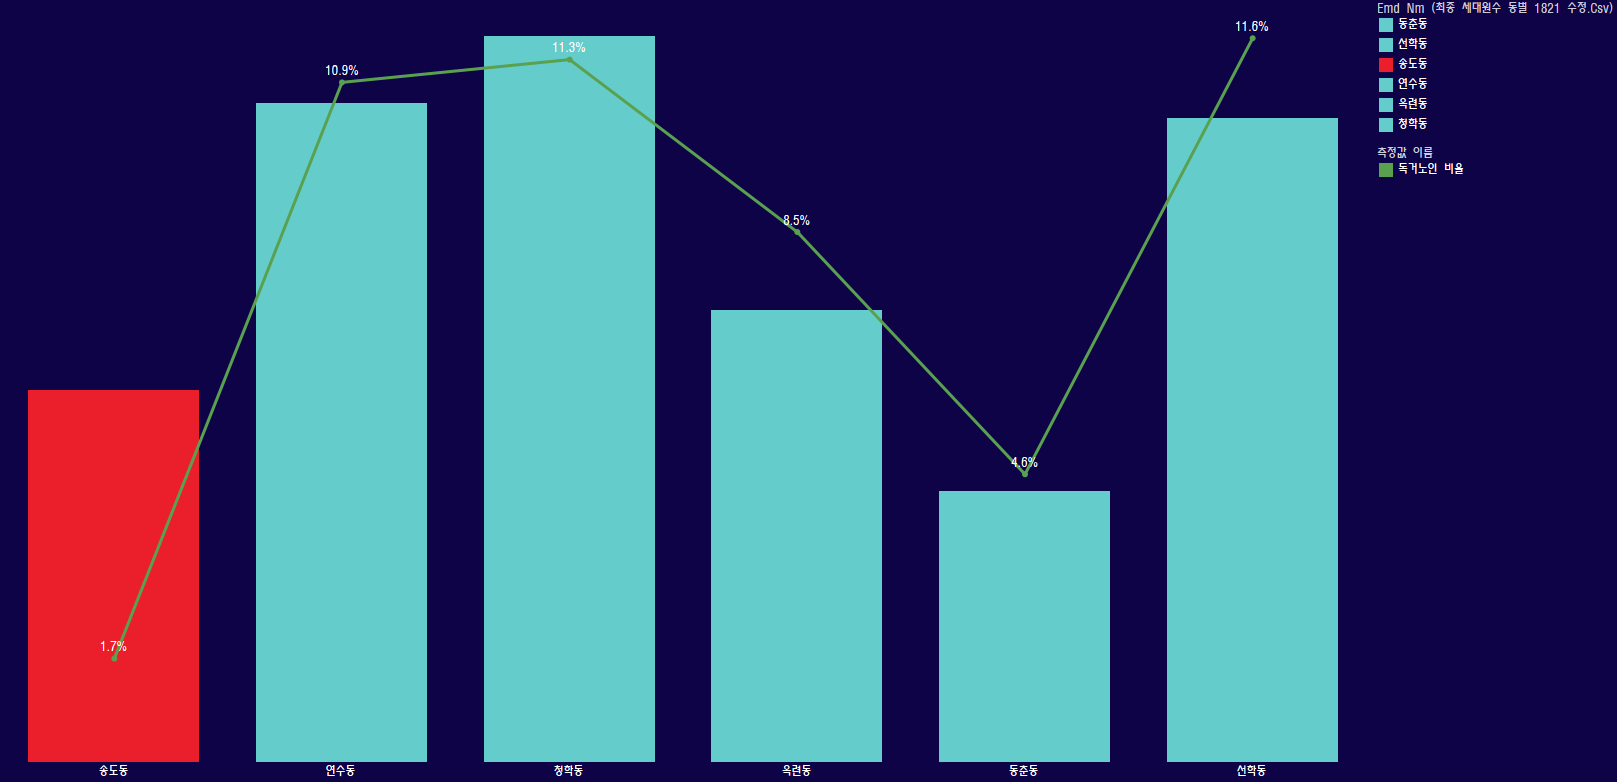 Emd Nm (최종 세대원수 동별 1821 수정.Csv)
동춘동
선학동
송도동
연수동
옥련동
청학동
측정값 이름
독거노인 비율
1.7%
10.9%
11.3%
8.5%
4.6%
11.6%
송도동
연수동
청학동
옥련동
동춘동
선학동